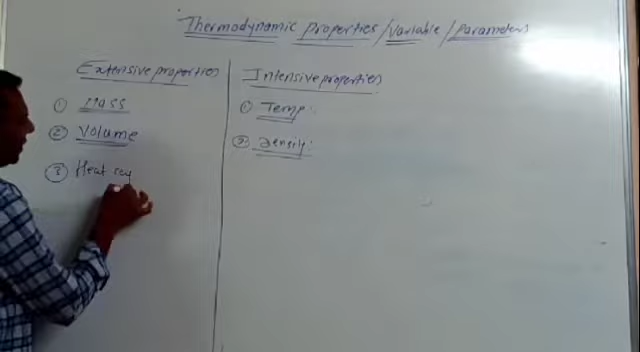 Thermodynamic Properties/Variable/Parameters
Extensive properties
① Mass
② Volume
③ Heat
Intensive properties
① Temp:.
② Density: